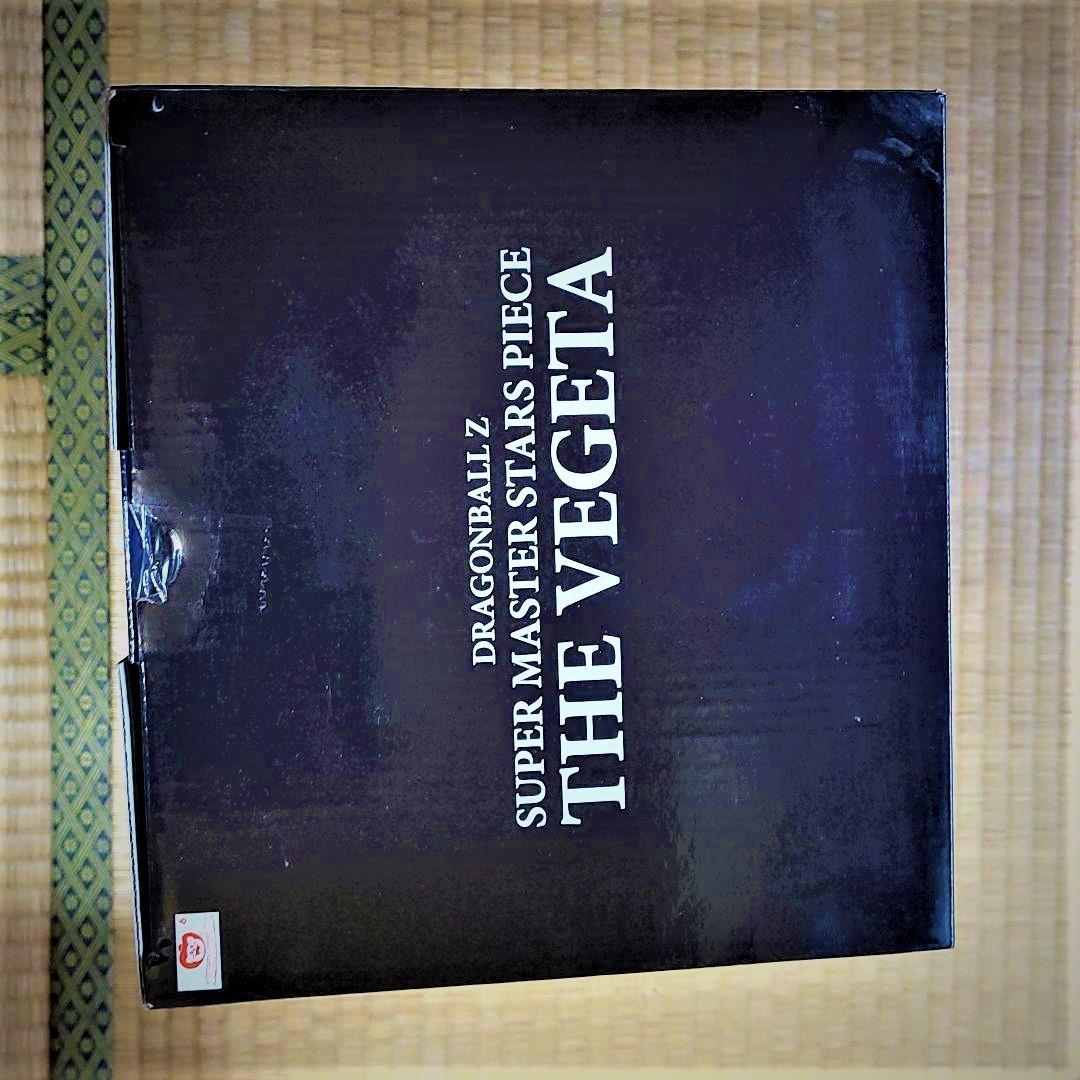 DRAGONBALL Z
SUPER MASTER STARS PIECE
THE VEGETA